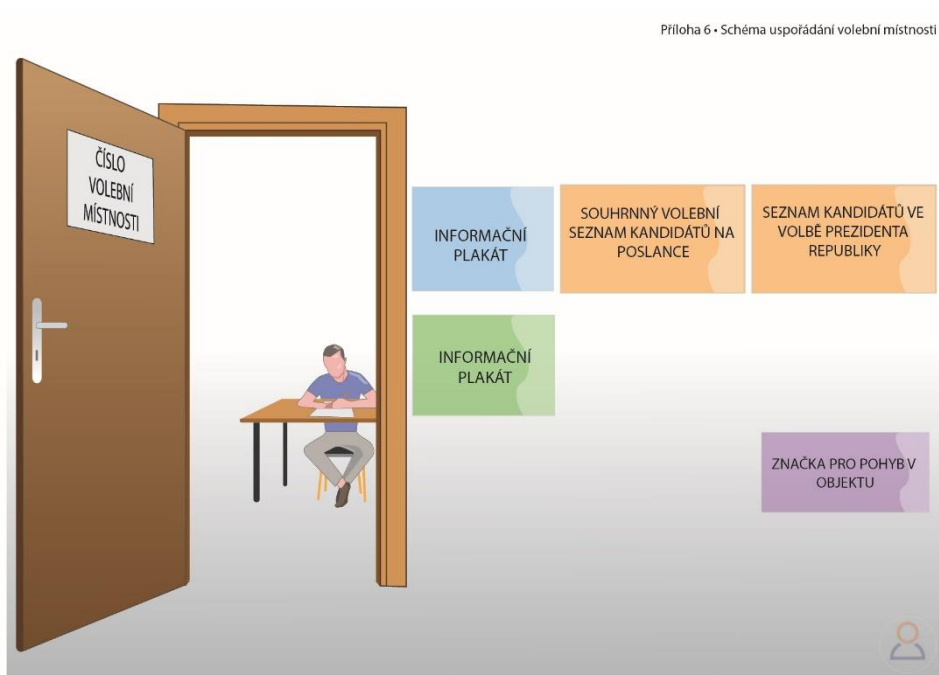 Příloha 6 • Schéma uspořádání volební místnosti
ČÍSLO
VOLEBNÍ
MÍSTNOSTI
INFORMAČNÍ
PLAKÁT
SOUHRNNÝ VOLEBNÍ
SEZNAM KANDIDÁTŮ NA
POSLANCE
SEZNAM KANDIDÁTŮ VE
VOLBĚ PREZIDENTA
REPUBLIKY
INFORMAČNÍ
PLAKÁT
ZNAČKA PRO POHYB V
OBJEKTU